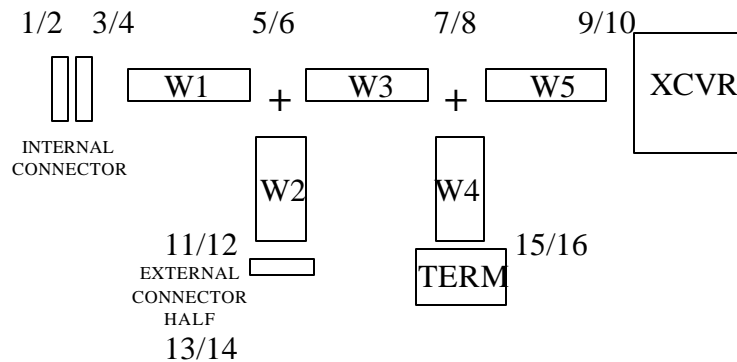 1/2 3/4 5/6 7/8 9/10
W1 + W3 + W5 XCVR
INTERNAL
CONNECTOR
W2 W4
11/12 15/16
EXTERNAL TERM
CONNECTOR
HALF
13/14